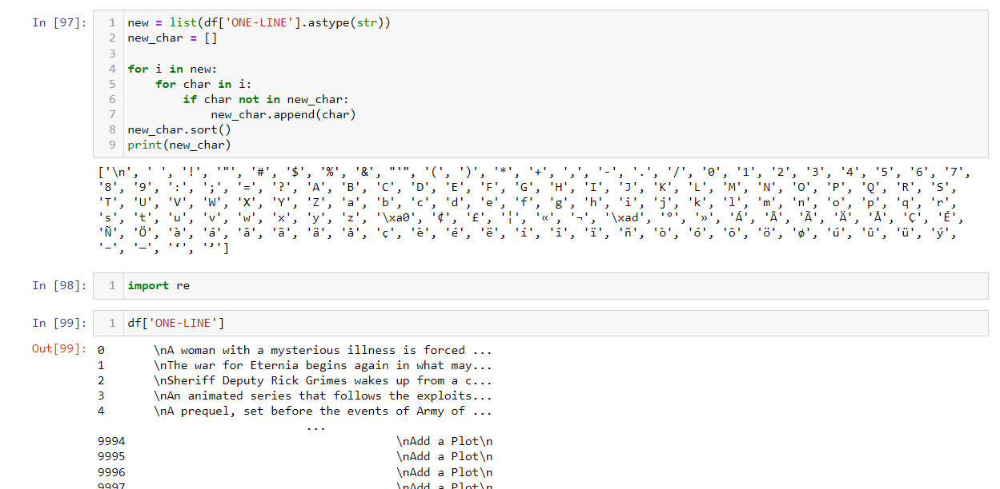 In [97]:
1 new = list(df['ONE-LINE'].astype(str))
2 new_char = []
3
4 for i in new:
5     for char in i:
6         if char not in new_char:
7             new_char.append(char)
8 new_char.sort()
9 print(new_char)
['\n', ' ', '!', '"', '#', '$', '%', '&', "'", '(', ')', '*', '+', ',', '-', '.', '/', '0', '1', '2', '3', '4', '5', '6', '7',
'8', '9', ':', ';', '=', '?', 'A', 'B', 'C', 'D', 'E', 'F', 'G', 'H', 'I', 'J', 'K', 'L', 'M', 'N', 'O', 'P', 'Q', 'R', 'S',
'T', 'U', 'V', 'W', 'X', 'Y', 'Z', 'a', 'b', 'c', 'd', 'e', 'f', 'g', 'h', 'i', 'j', 'k', 'l', 'm', 'n', 'o', 'p', 'q', 'r',
's', 't', 'u', 'v', 'w', 'x', 'y', 'z', '\xa0', '¢', '£', '¦', '«', '¬', '\xad', '°', '»', 'Á', 'Â', 'Ã', 'Ä', 'Å', 'Ç', 'É',
'Ñ', 'Ö', 'à', 'á', 'â', 'ã', 'ä', 'å', 'ç', 'è', 'é', 'ë', 'í', 'î', 'ï', 'ñ', 'ò', 'ó', 'ô', 'ö', 'ø', 'ú', 'û', 'ü', 'ý',
'–', '—', '‘', '’']
In [98]:
1 import re
In [99]:
1 df['ONE-LINE']
Out[99]:
0 \nA woman with a mysterious illness is forced ...
1 \nThe war for Eternia begins again in what may...
2 \nSheriff Deputy Rick Grimes wakes up from a c...
3 \nAn animated series that follows the exploits...
4 \nA prequel, set before the events of Army of ...
...
9994 \nAdd a Plot\n
9995 \nAdd a Plot\n
9996 \nAdd a Plot\n
9997 \nAdd a Plot\n